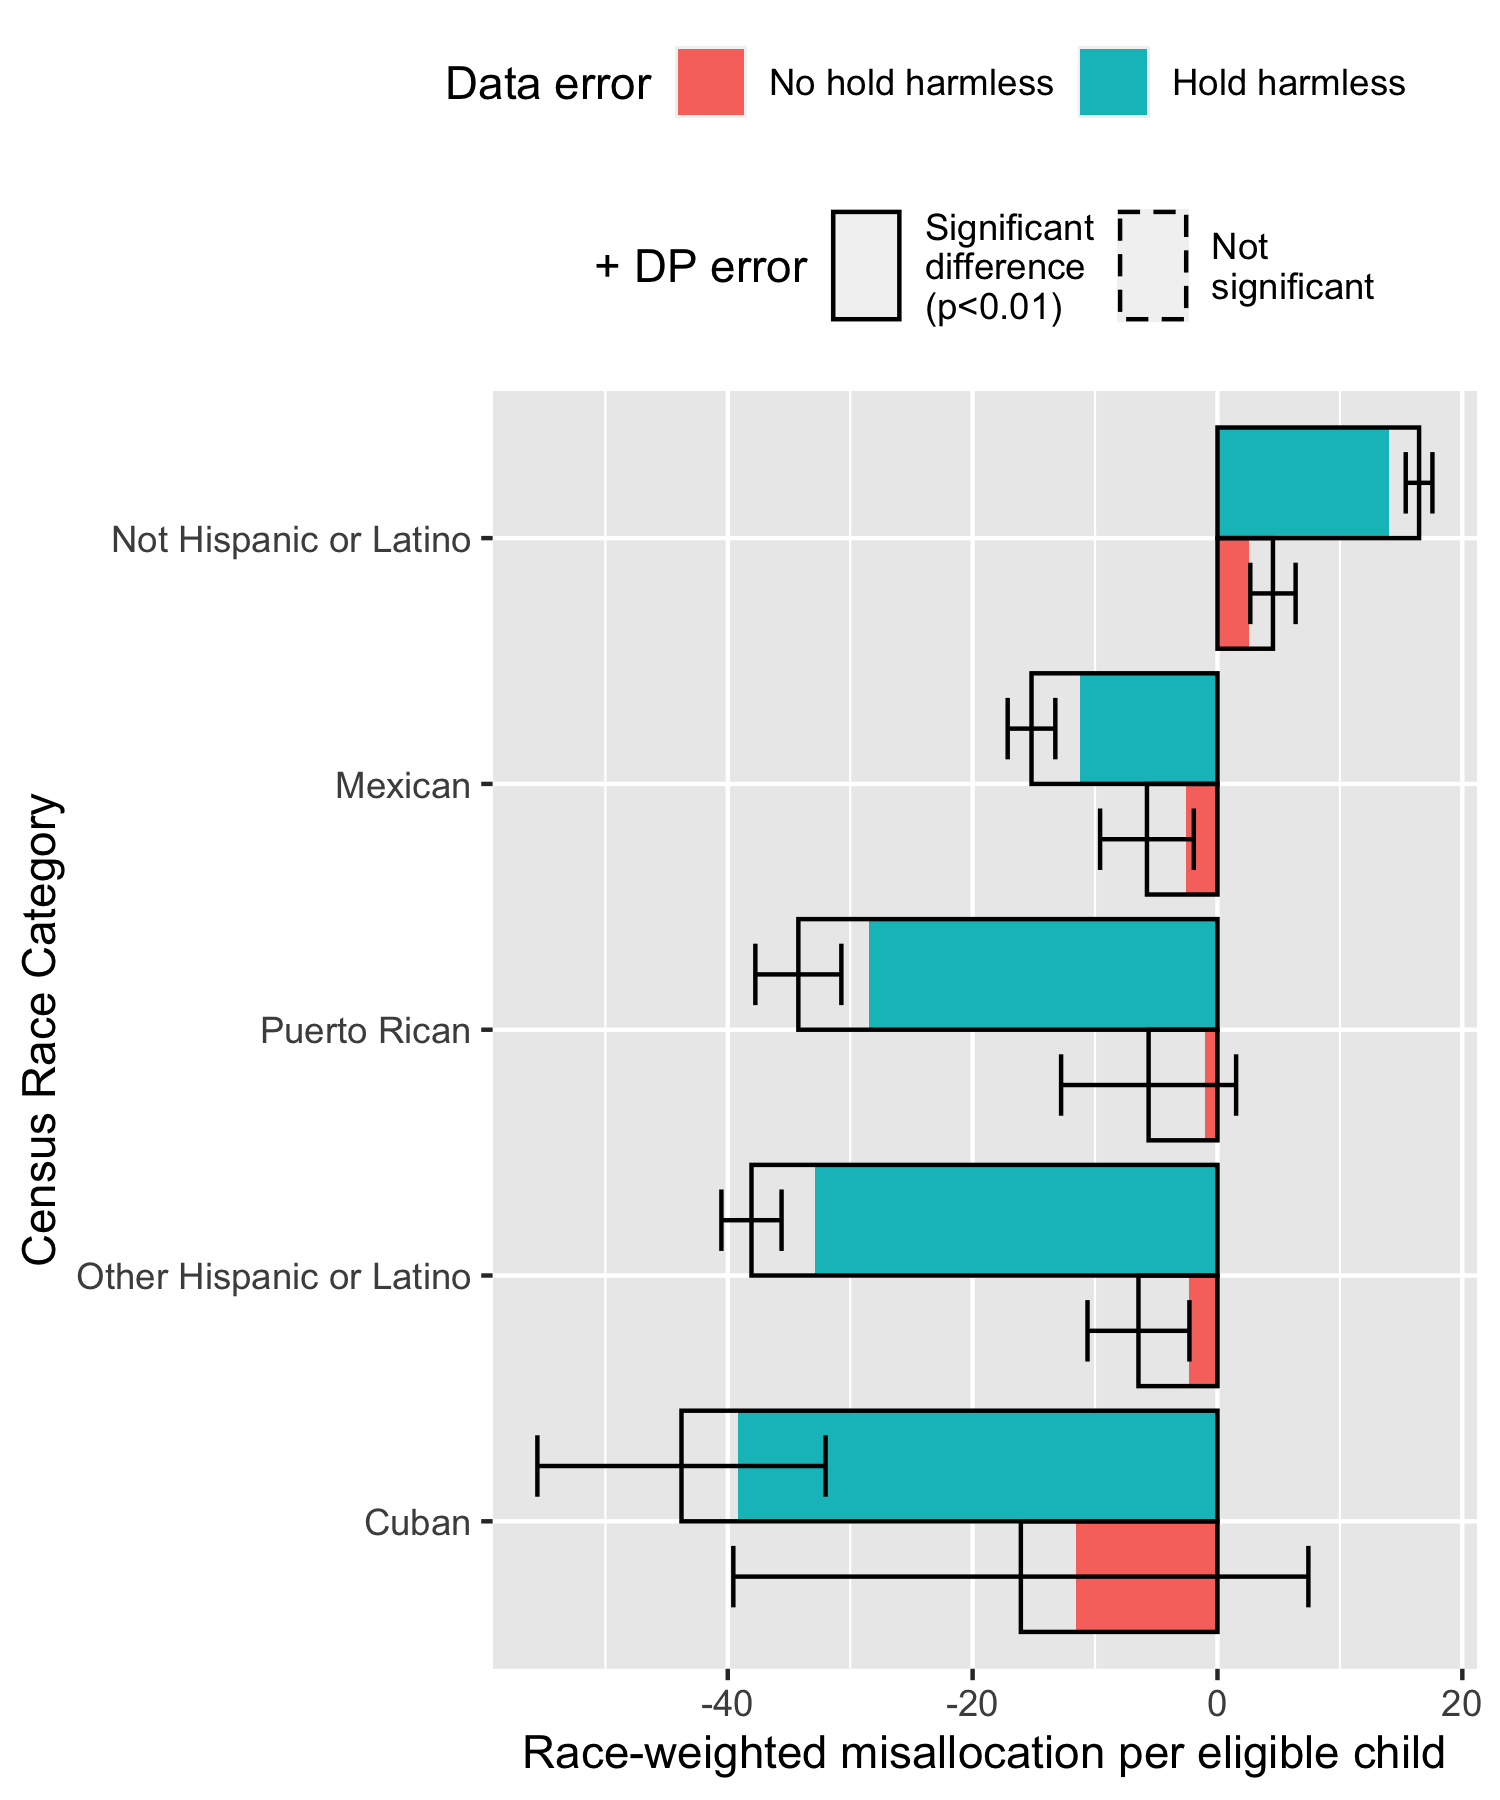 Data error
No hold harmless
Hold harmless
+ DP error
Significant
difference
(p<0.01)
Not
significant
Census Race Category
Not Hispanic or Latino
Mexican
Puerto Rican
Other Hispanic or Latino
Cuban
-40
-20
0
20
Race-weighted misallocation per eligible child